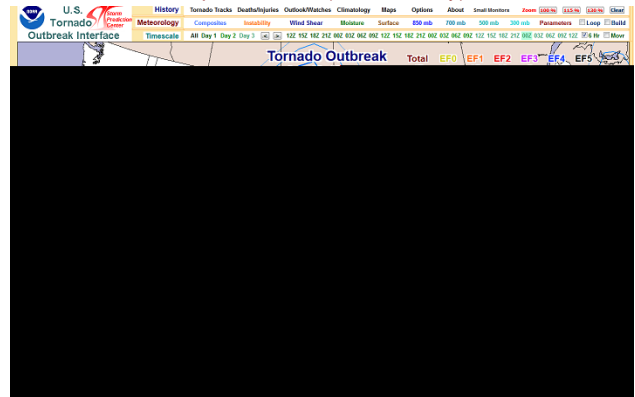 NOAA
U.S.
Tornado
Storm Prediction Center
Outbreak Interface
History Tornado Tracks Deaths/Injuries Outlook/Watches Climatology Maps Options About Small Monitors Zoom 100 % 115 % 130 % Clear
Meteorology Composites Instability Wind Shear Moisture Surface 850 mb 700 mb 500 mb 300 mb Parameters Loop Build
Timescale All Day 1 Day 2 Day 3 < > 12Z 15Z 18Z 21Z 00Z 03Z 06Z 09Z 12Z 15Z 18Z 21Z 00Z 03Z 06Z 09Z 12Z 15Z 18Z 21Z 00Z 03Z 06Z 09Z 12Z 6 Hr Move
Tornado Outbreak Total EF0 EF1 EF2 EF3 EF4 EF5